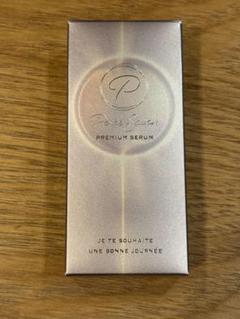 P
PREMIUM SERUM
JE TE SOUHAITE
UNE BONNE JOURNÉE